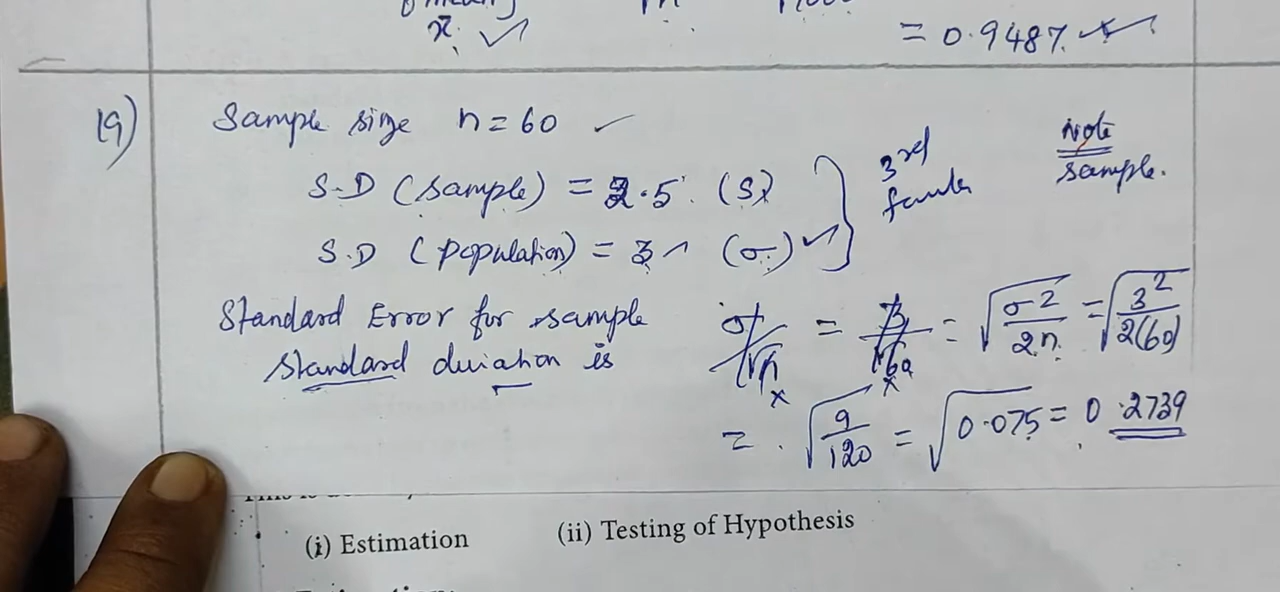 x̄. ✓
= 0.9487.
19)
Sample size n = 60 ✓
S.D (sample) = 2.5. (S)
S.D (population) = 3 (σ) ✓
3rd
Note
sample.
Standard Error for sample
standard deviation is
σ/√n = 3/√60 = √(σ²/2n) = √(3²/2(60))
= √(9/120) = √0.075 = 0.2739
(i) Estimation (ii) Testing of Hypothesis